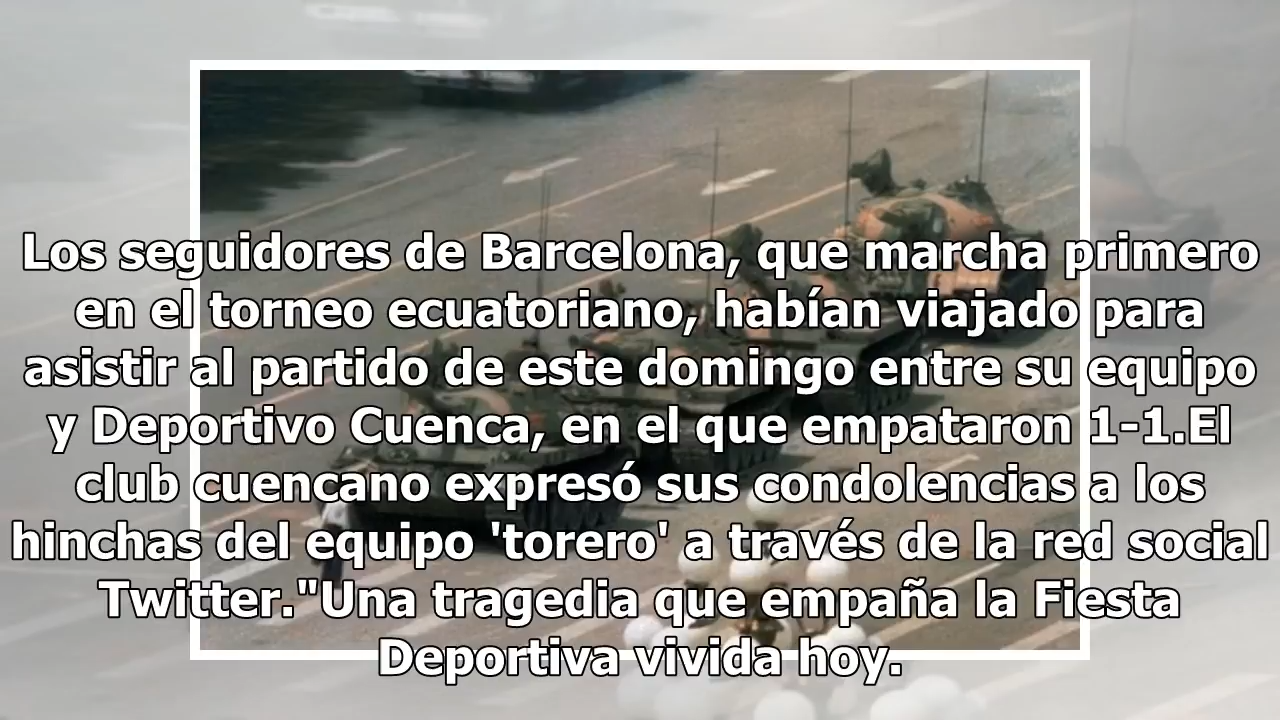 Los seguidores de Barcelona, que marcha primero
en el torneo ecuatoriano, habían viajado para
asistir al partido de este domingo entre su equipo
y Deportivo Cuenca, en el que empataron 1-1.El
club cuencano expresó sus condolencias a los
hinchas del equipo 'torero' a través de la red social
Twitter."Una tragedia que empaña la Fiesta
Deportiva vivida hoy.